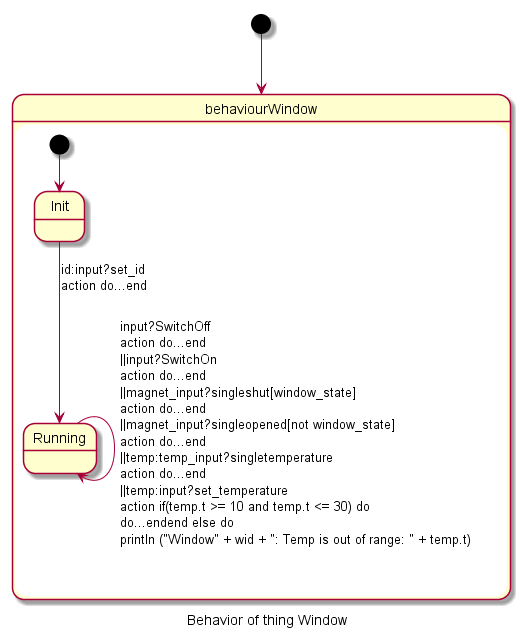 behaviourWindow
Init
id:input?set_id
action do...end
input?SwitchOff
action do...end
||input?SwitchOn
action do...end
||magnet_input?singleshut[window_state]
action do...end
||magnet_input?singleopened[not window_state]
action do...end
||temp:temp_input?singletemperature
action do...end
||temp:input?set_temperature
action if(temp.t >= 10 and temp.t <= 30) do
do...endend else do
println ("Window" + wid + ": Temp is out of range: " + temp.t)
Running
Behavior of thing Window